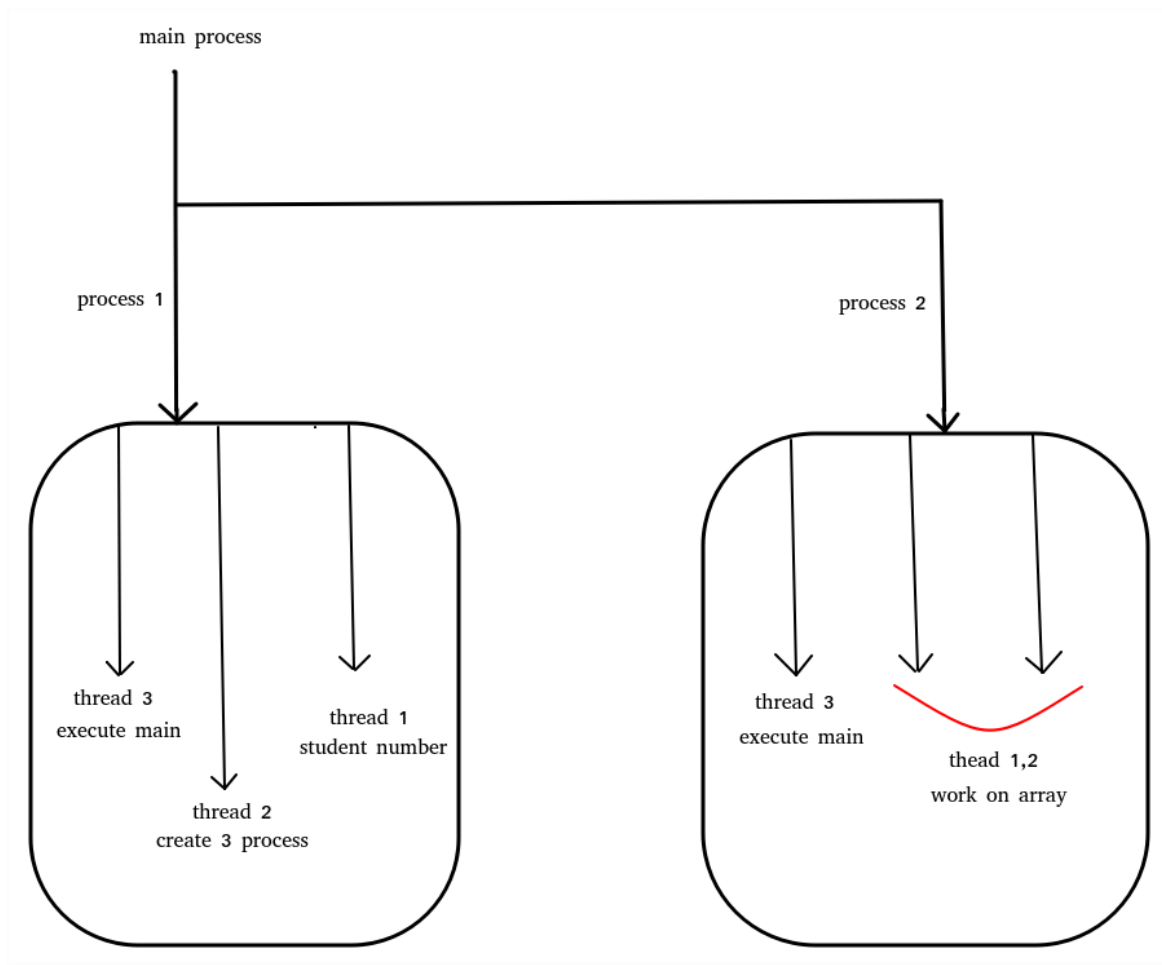 main process
process 1
process 2
thread 3
execute main
thread 2
create 3 process
thread 1
student number
thread 3
execute main
thead 1,2
work on array